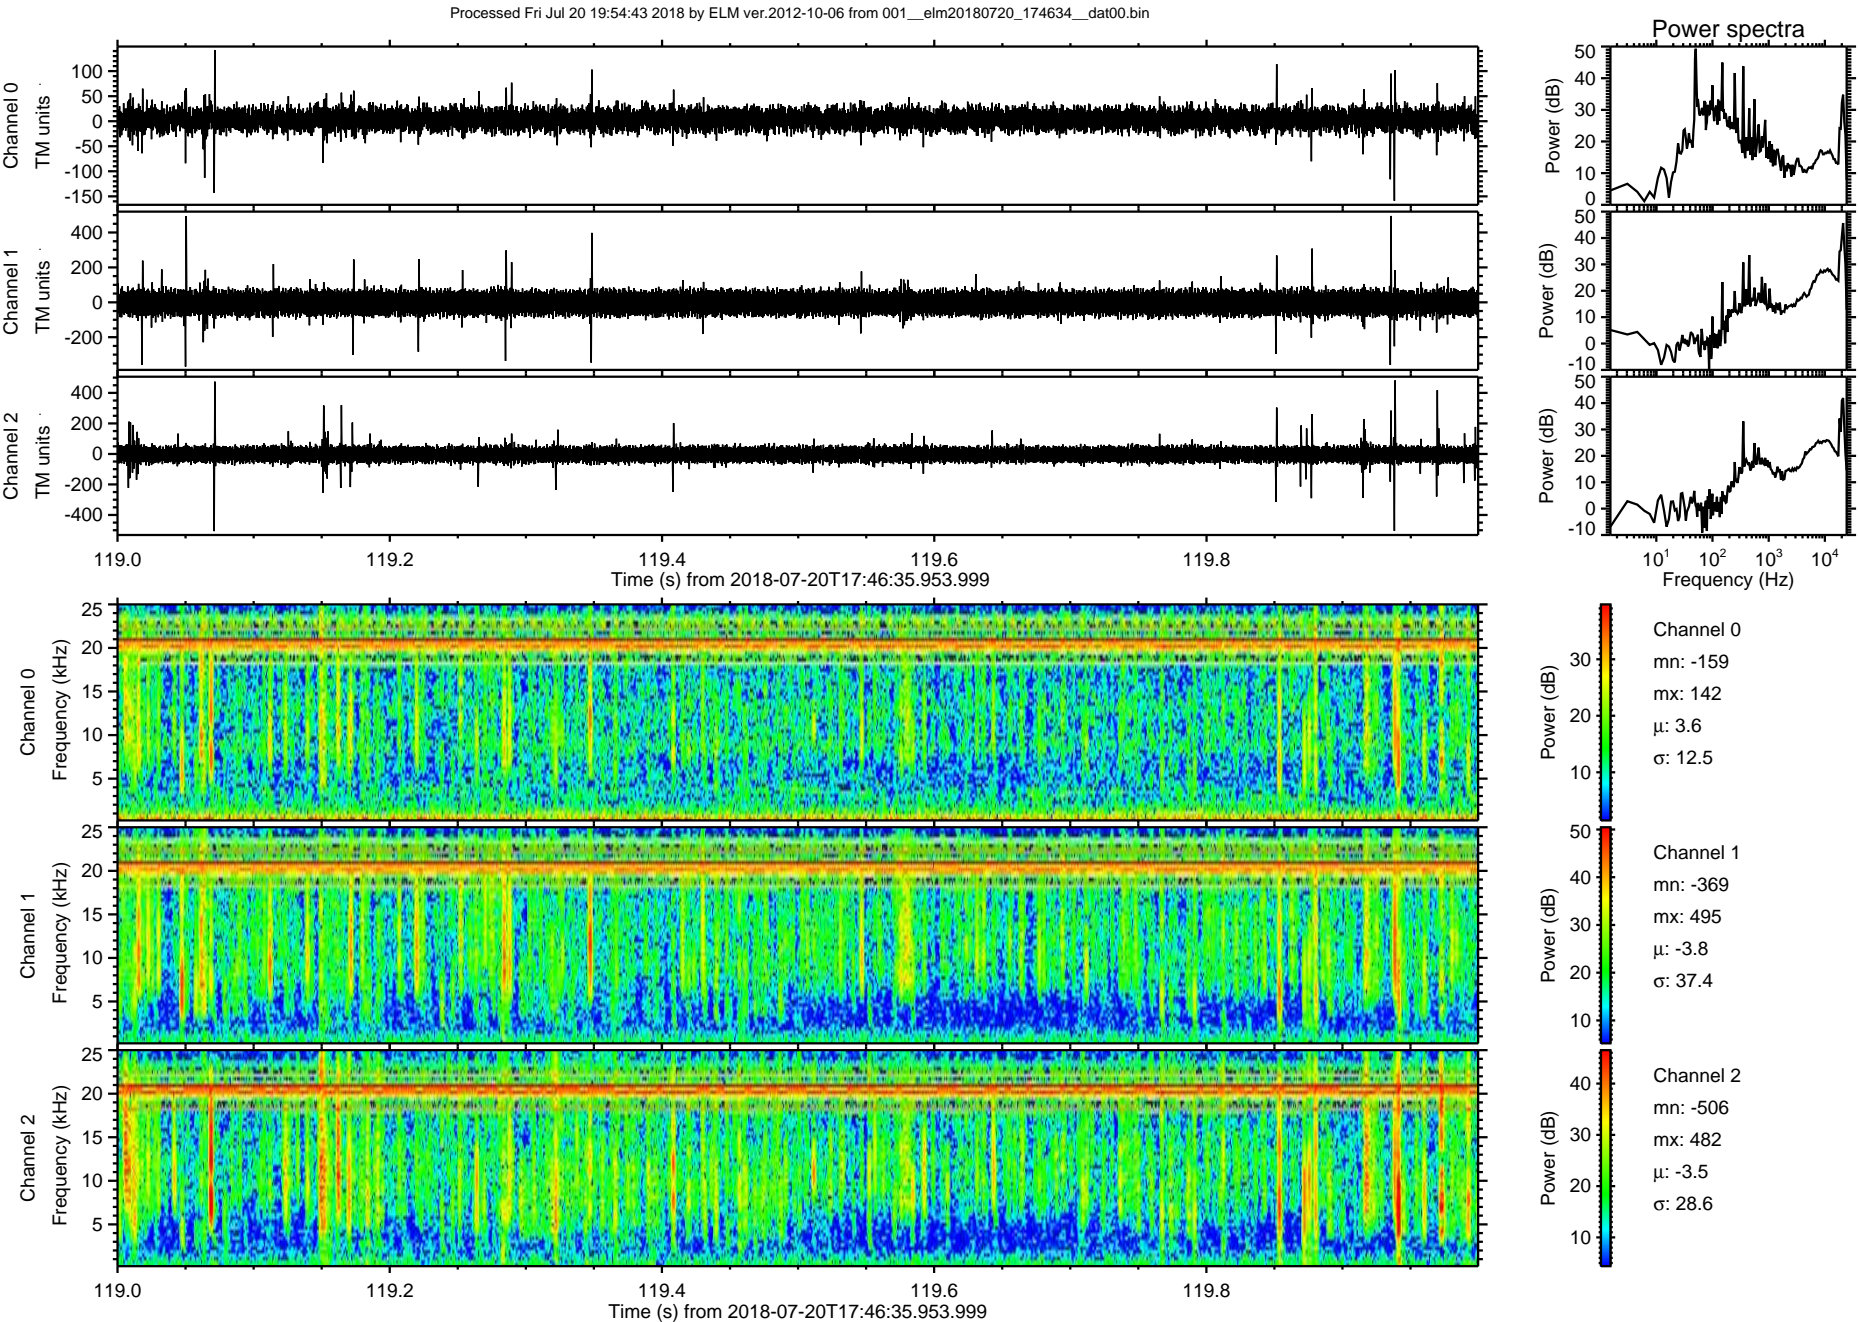 Processed Fri Jul 20 19:54:43 2018 by ELM ver.2012-10-06 from 001__elm20180720_174634__dat00.bin
Power spectra
Channel 0
TM units
100
50
0
-50
-100
-150
Power (dB)
50
40
30
20
10
0
Channel 1
TM units
400
200
0
-200
Power (dB)
50
40
30
20
10
0
-10
Channel 2
TM units
400
200
0
-200
-400
Power (dB)
50
40
30
20
10
0
-10
119.0 119.2 119.4 119.6 119.8
Time (s) from 2018-07-20T17:46:35.953.999
10¹ 10² 10³ 10⁴
Frequency (Hz)
Channel 0
Frequency (kHz)
25
20
15
10
5
Power (dB)
30
20
10
Channel 0
mn: -159
mx: 142
μ: 3.6
σ: 12.5
Channel 1
Frequency (kHz)
25
20
15
10
5
Power (dB)
50
40
30
20
10
Channel 1
mn: -369
mx: 495
μ: -3.8
σ: 37.4
Channel 2
Frequency (kHz)
25
20
15
10
5
Power (dB)
40
30
20
10
Channel 2
mn: -506
mx: 482
μ: -3.5
σ: 28.6
119.0 119.2 119.4 119.6 119.8
Time (s) from 2018-07-20T17:46:35.953.999